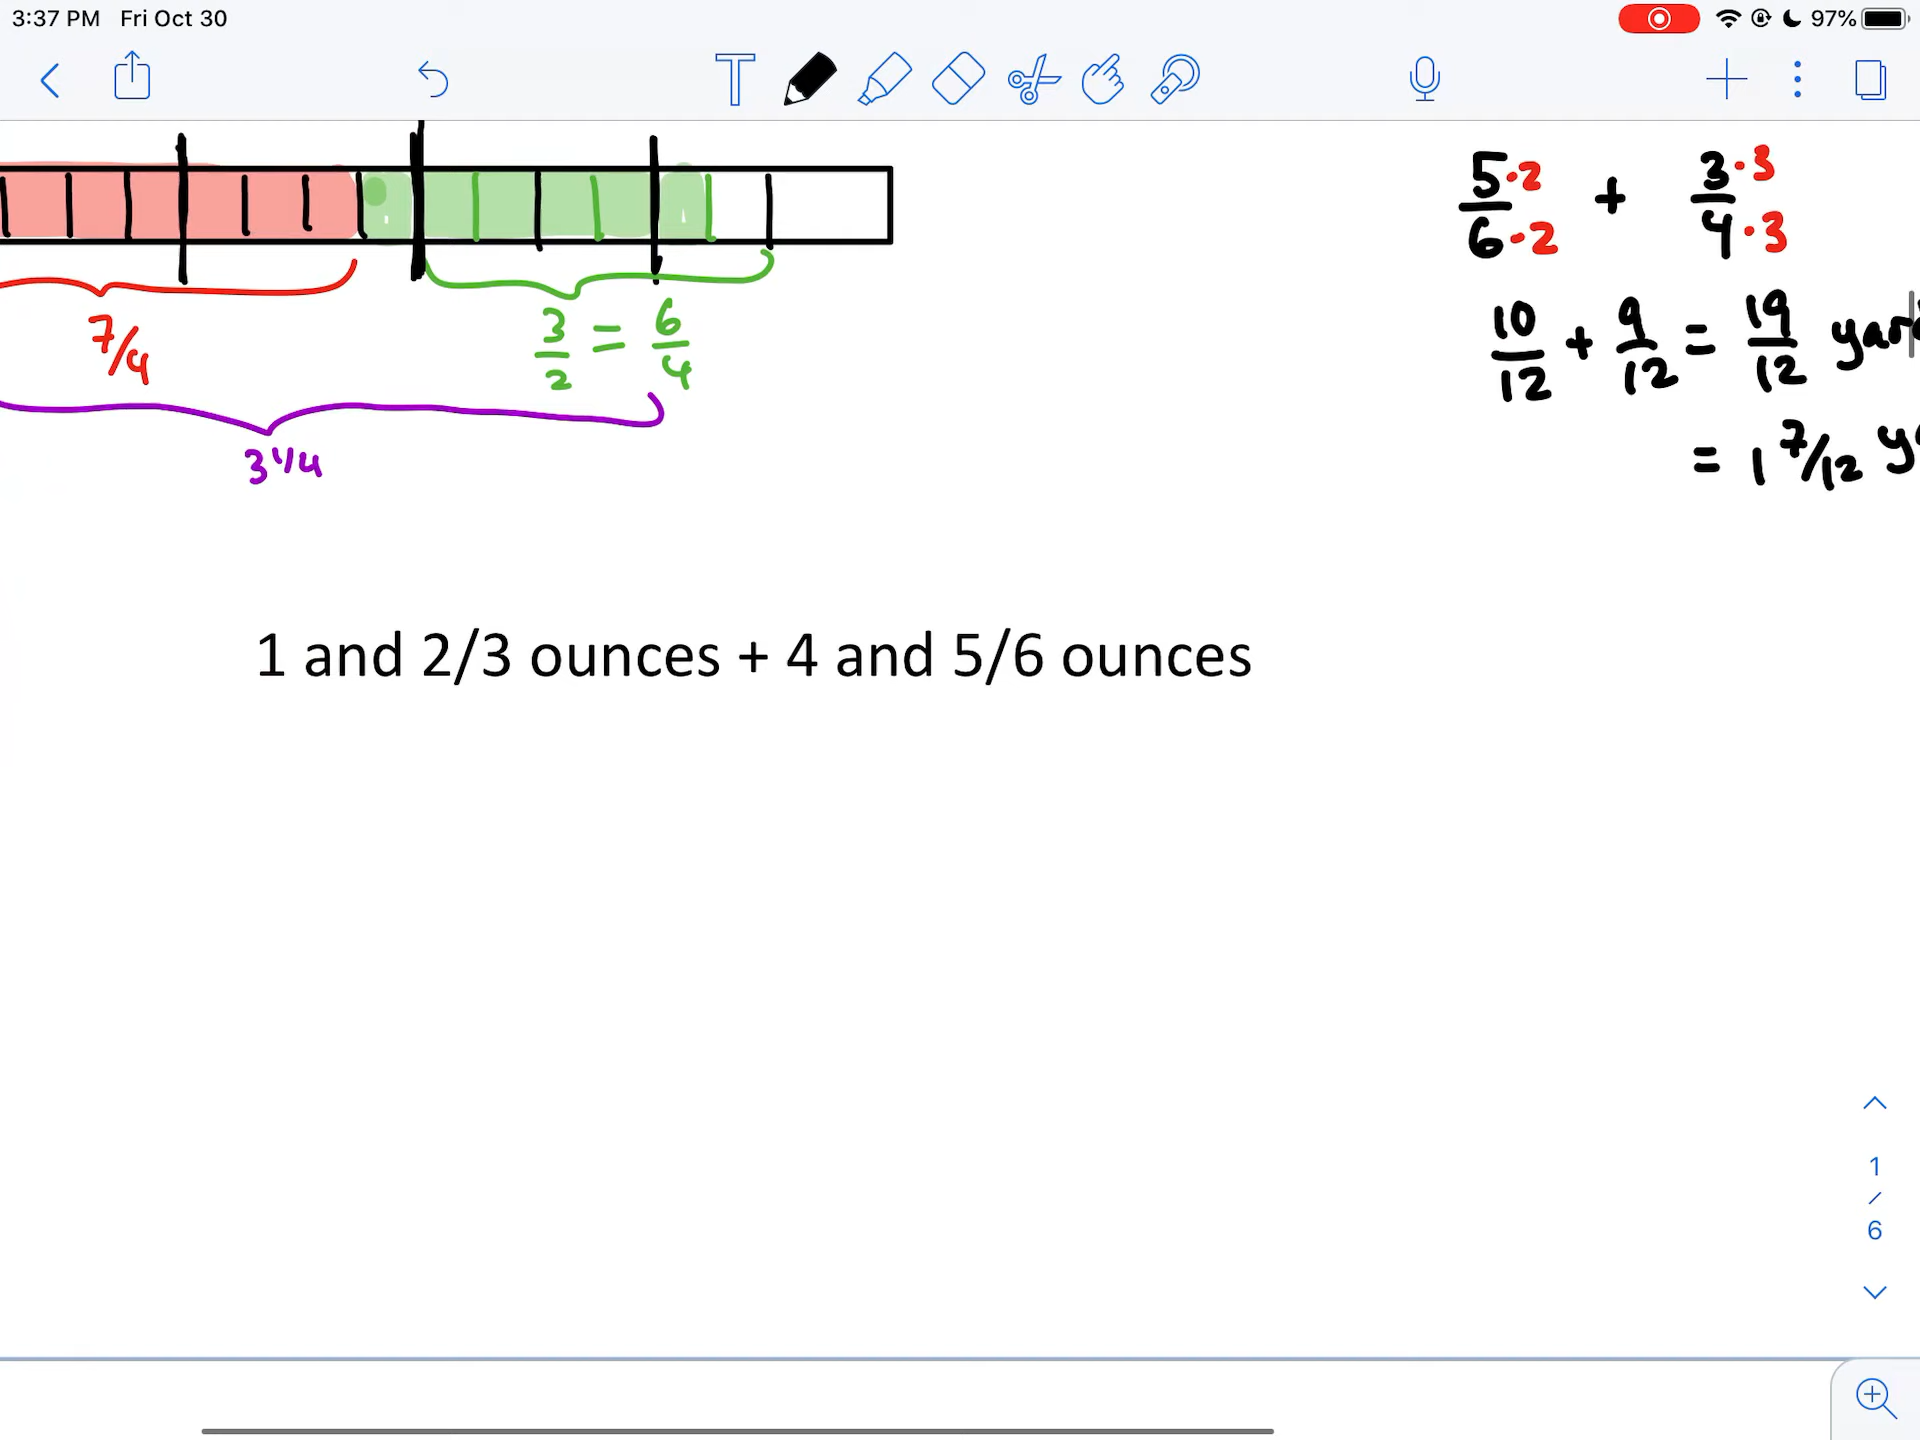 3:37 PM Fri Oct 30
97%
T
5·2 + 3·3
6·2 4·3
10/12 + 9/12 = 19/12
= 1 7/12
7/4
3/2 = 6/4
3 1/4
1 and 2/3 ounces + 4 and 5/6 ounces
1
/
6